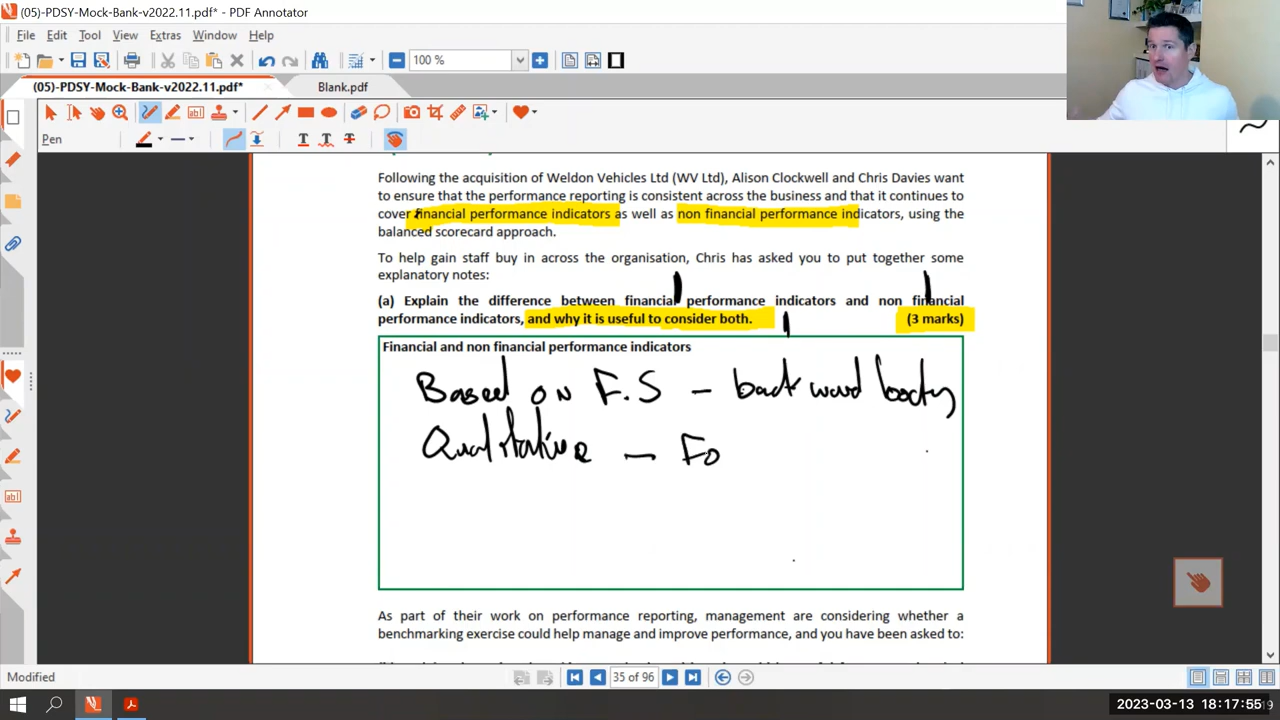 (05)-PDSY-Mock-Bank-v2022.11.pdf* - PDF Annotator
File Edit Tool View Extras Window Help
100 %
(05)-PDSY-Mock-Bank-v2022.11.pdf*
Blank.pdf
Pen
Following the acquisition of Weldon Vehicles Ltd (WV Ltd), Alison Clockwell and Chris Davies want
to ensure that the performance reporting is consistent across the business and that it continues to
cover financial performance indicators as well as non financial performance indicators, using the
balanced scorecard approach.
To help gain staff buy in across the organisation, Chris has asked you to put together some
explanatory notes:
(a) Explain the difference between financial performance indicators and non financial
performance indicators, and why it is useful to consider both. (3 marks)
Financial and non financial performance indicators
Based on F.S - backward
Qualitative - Fo
As part of their work on performance reporting, management are considering whether a
benchmarking exercise could help manage and improve performance, and you have been asked to:
Modified
35 of 96
2023-03-13 18:17:55